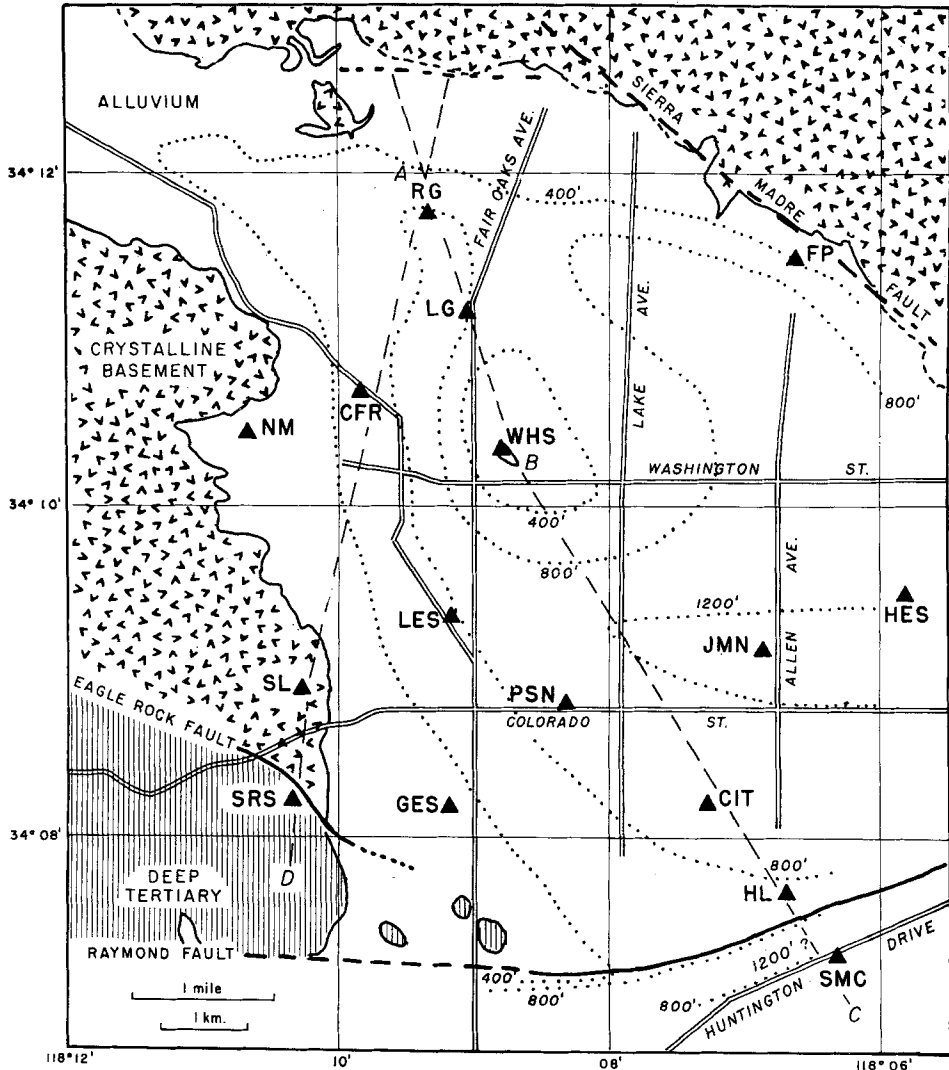 ALLUVIUM
SIERRA
MADRE
FAULT
FAIR OAKS AVE.
34° 12'
A
RG
400'
FP
LG
LAKE AVE.
CRYSTALLINE
BASEMENT
800'
NM
CFR
WHS
B
WASHINGTON ST.
34° 10'
400'
800'
ALLEN AVE.
1200'
HES
LES
JMN
SL
PSN
EAGLE ROCK FAULT
COLORADO ST.
SRS
GES
CIT
34° 08'
D
800'
HL
DEEP
TERTIARY
RAYMOND FAULT
400'
800'
1200' ?
800'
HUNTINGTON DRIVE
SMC
C
1 mile
1 km.
118° 12'
10'
08'
118° 06'